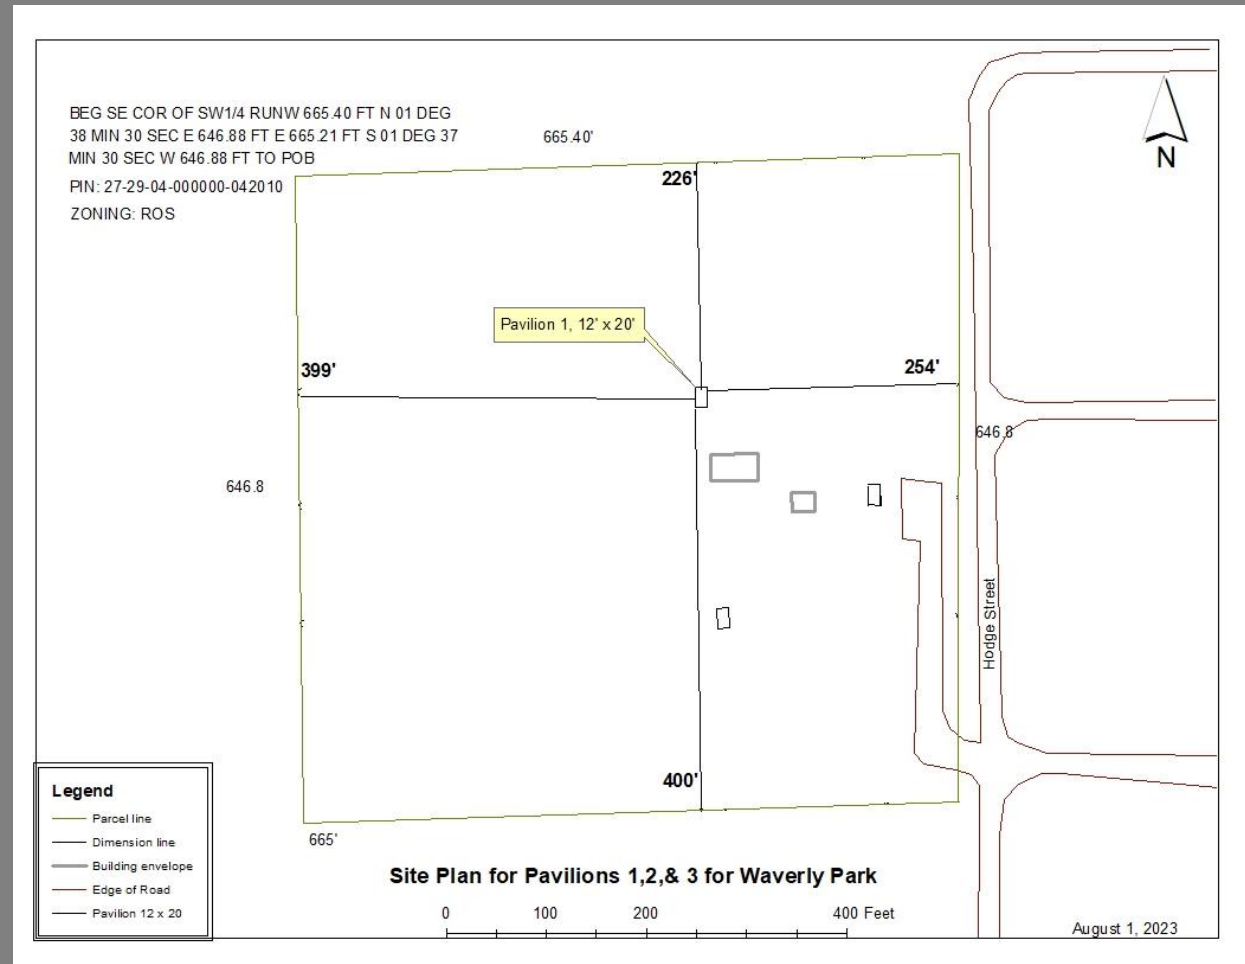 BEG SE COR OF SW1/4 RUNW 665.40 FT N 01 DEG
38 MIN 30 SEC E 646.88 FT E 665.21 FT S 01 DEG 37
MIN 30 SEC W 646.88 FT TO POB
PIN: 27-29-04-000000-042010
ZONING: ROS
665.40'
N
226'
Pavilion 1, 12' x 20'
399'
254'
646.8
646.8
Hodge Street
400'
665'
Legend
Parcel line
Dimension line
Building envelope
Edge of Road
Pavilion 12 x 20
Site Plan for Pavilions 1,2,& 3 for Waverly Park
0 100 200 400 Feet
August 1, 2023